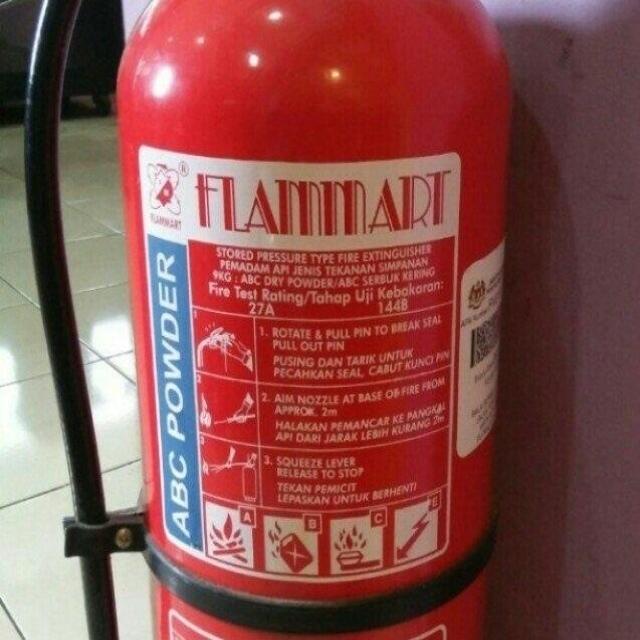 ®
FLAMMART
FLAMMART
STORED PRESSURE TYPE FIRE EXTINGUISHER
PEMADAM API JENIS TEKANAN SIMPANAN
9KG : ABC DRY POWDER/ABC SERBUK KERING
Fire Test Rating/Tahap Uji Kebakaran:
27A 144B
ABC POWDER
1
1. ROTATE & PULL PIN TO BREAK SEAL
PULL OUT PIN
PUSING DAN TARIK UNTUK
PECAHKAN SEAL, CABUT KUNCI PIN
2
2. AIM NOZZLE AT BASE OF FIRE FROM
APPROX. 2m
HALAKAN PEMANCAR KE PANGKAL
API DARI JARAK LEBIH KURANG 2m
3
3. SQUEEZE LEVER
RELEASE TO STOP
TEKAN PEMICIT
LEPASKAN UNTUK BERHENTI
A B C E